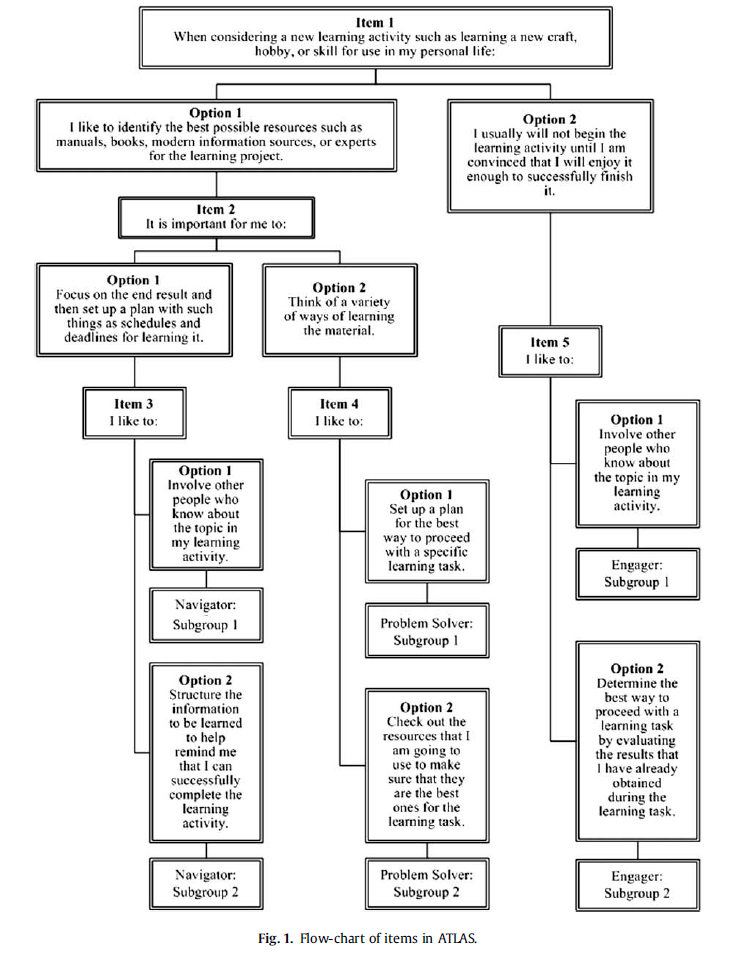 Item 1
When considering a new learning activity such as learning a new craft,
hobby, or skill for use in my personal life:
Option 1
I like to identify the best possible resources such as
manuals, books, modern information sources, or experts
for the learning project.
Option 2
I usually will not begin the
learning activity until I am
convinced that I will enjoy it
enough to successfully finish
it.
Item 2
It is important for me to:
Option 1
Focus on the end result and
then set up a plan with such
things as schedules and
deadlines for learning it.
Option 2
Think of a variety
of ways of learning
the material.
Item 5
I like to:
Item 3
I like to:
Item 4
I like to:
Option 1
Involve other
people who
know about
the topic in
my learning
activity.
Navigator:
Subgroup 1
Option 2
Structure the
information
to be learned
to help
remind me
that I can
successfully
complete the
learning
activity.
Navigator:
Subgroup 2
Option 1
Set up a plan
for the best
way to proceed
with a specific
learning task.
Problem Solver:
Subgroup 1
Option 2
Check out the
resources that I
am going to
use to make
sure that they
are the best
ones for the
learning task.
Problem Solver:
Subgroup 2
Option 1
Involve other
people who
know about
the topic in my
learning
activity.
Engager:
Subgroup 1
Option 2
Determine the
best way to
proceed with a
learning task
by evaluating
the results that
I have already
obtained
during the
learning task.
Engager:
Subgroup 2
Fig. 1. Flow-chart of items in ATLAS.